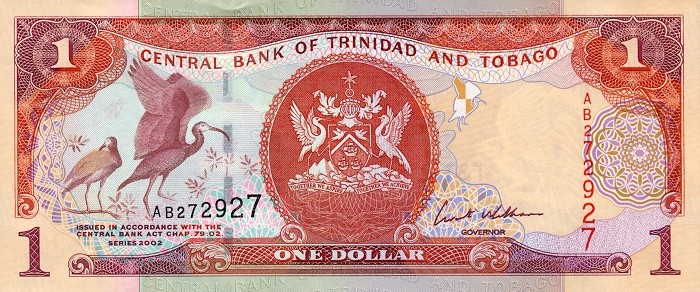 1 1
CENTRAL BANK OF TRINIDAD AND TOBAGO
AB272927
AB272927
ISSUED IN ACCORDANCE WITH THE
CENTRAL BANK ACT CHAP. 79:02
SERIES 2002
GOVERNOR
1 ONE DOLLAR 1